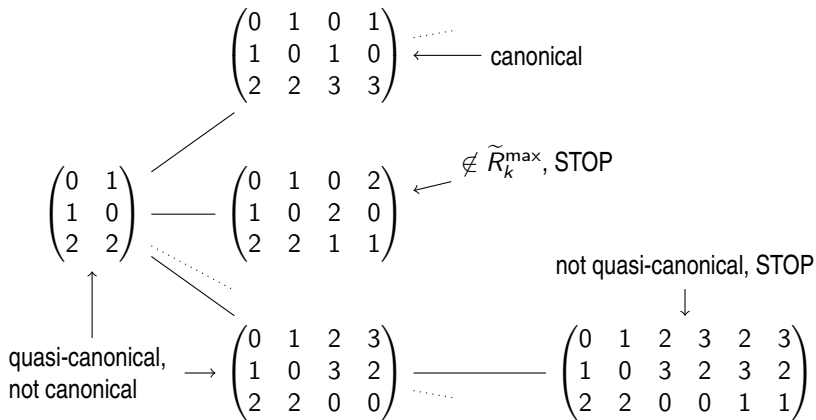 0 1 0 1
1 0 1 0
2 2 3 3
canonical
0 1
1 0
2 2
0 1 0 2
1 0 2 0
2 2 1 1
∉ R̃ₖᵐᵃˣ, STOP
quasi-canonical,
not canonical
0 1 2 3
1 0 3 2
2 2 0 0
not quasi-canonical, STOP
0 1 2 3 2 3
1 0 3 2 3 2
2 2 0 0 1 1